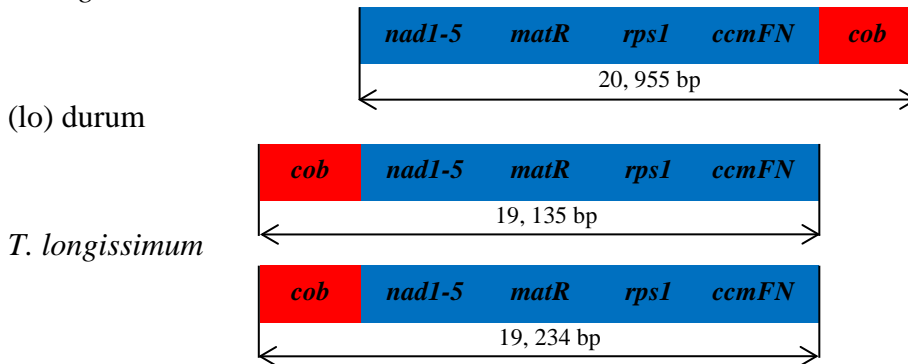 nad1-5 matR rps1 ccmFN cob
20, 955 bp
(lo) durum
cob nad1-5 matR rps1 ccmFN
19, 135 bp
T. longissimum
cob nad1-5 matR rps1 ccmFN
19, 234 bp